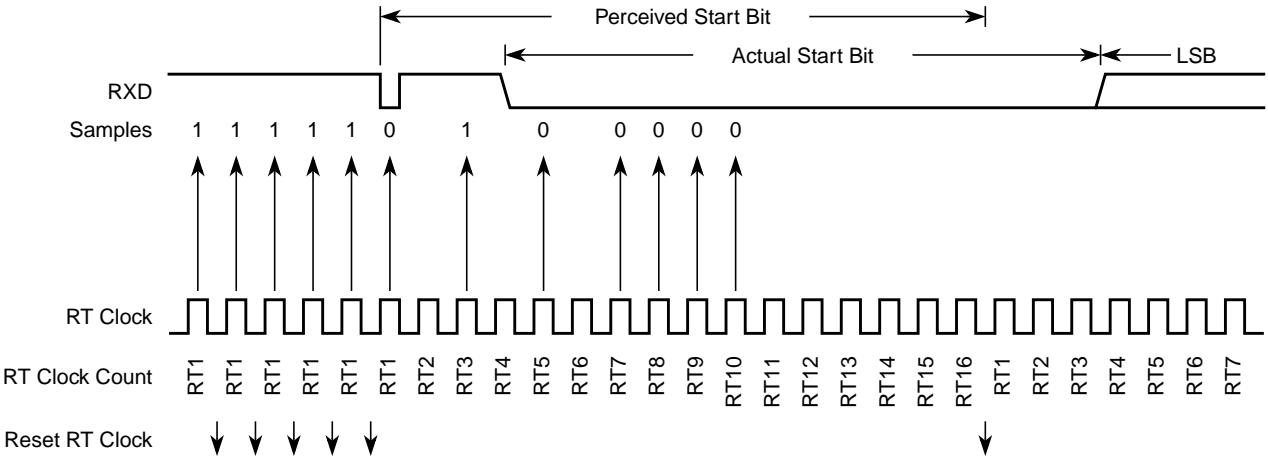 Perceived Start Bit
Actual Start Bit
LSB
RXD
Samples 1 1 1 1 1 0 1 0 0 0 0 0
RT Clock
RT Clock Count RT1 RT1 RT1 RT1 RT1 RT1 RT2 RT3 RT4 RT5 RT6 RT7 RT8 RT9 RT10 RT11 RT12 RT13 RT14 RT15 RT16 RT1 RT2 RT3 RT4 RT5 RT6 RT7
Reset RT Clock